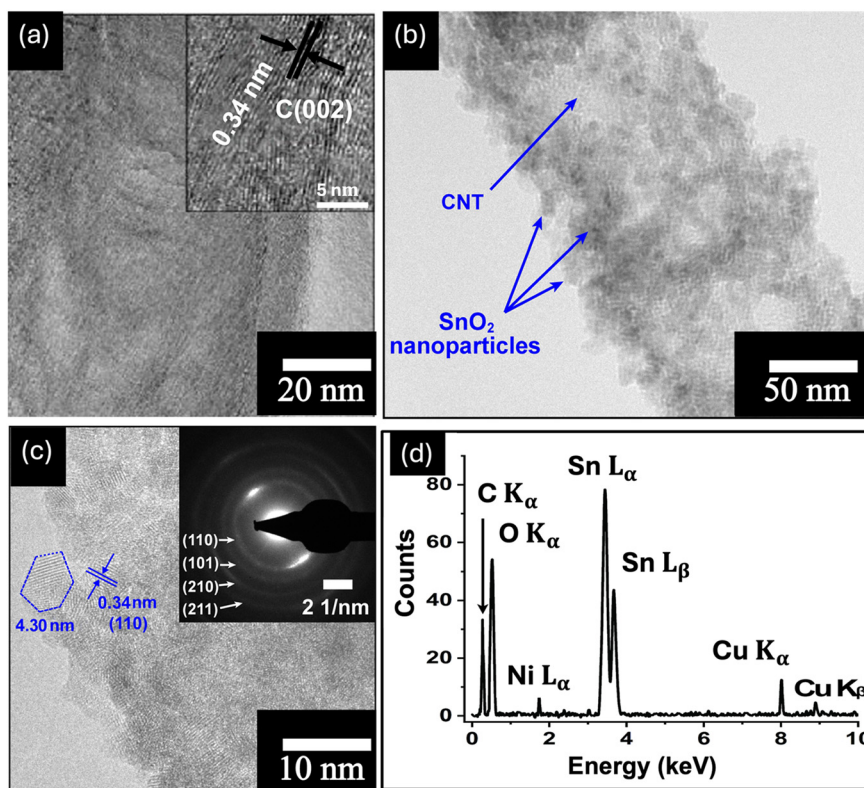 (a)
0.34 nm
C(002)
5 nm
20 nm
(b)
CNT
SnO₂
nanoparticles
50 nm
(c)
4.30 nm
0.34nm
(110)
(110)
(101)
(210)
(211)
2 1/nm
10 nm
(d)
Sn Lα
C Kα
O Kα
Sn Lβ
Ni Lα
Cu Kα
Cu Kβ
Counts
80
60
40
20
0
0 2 4 6 8 10
Energy (keV)